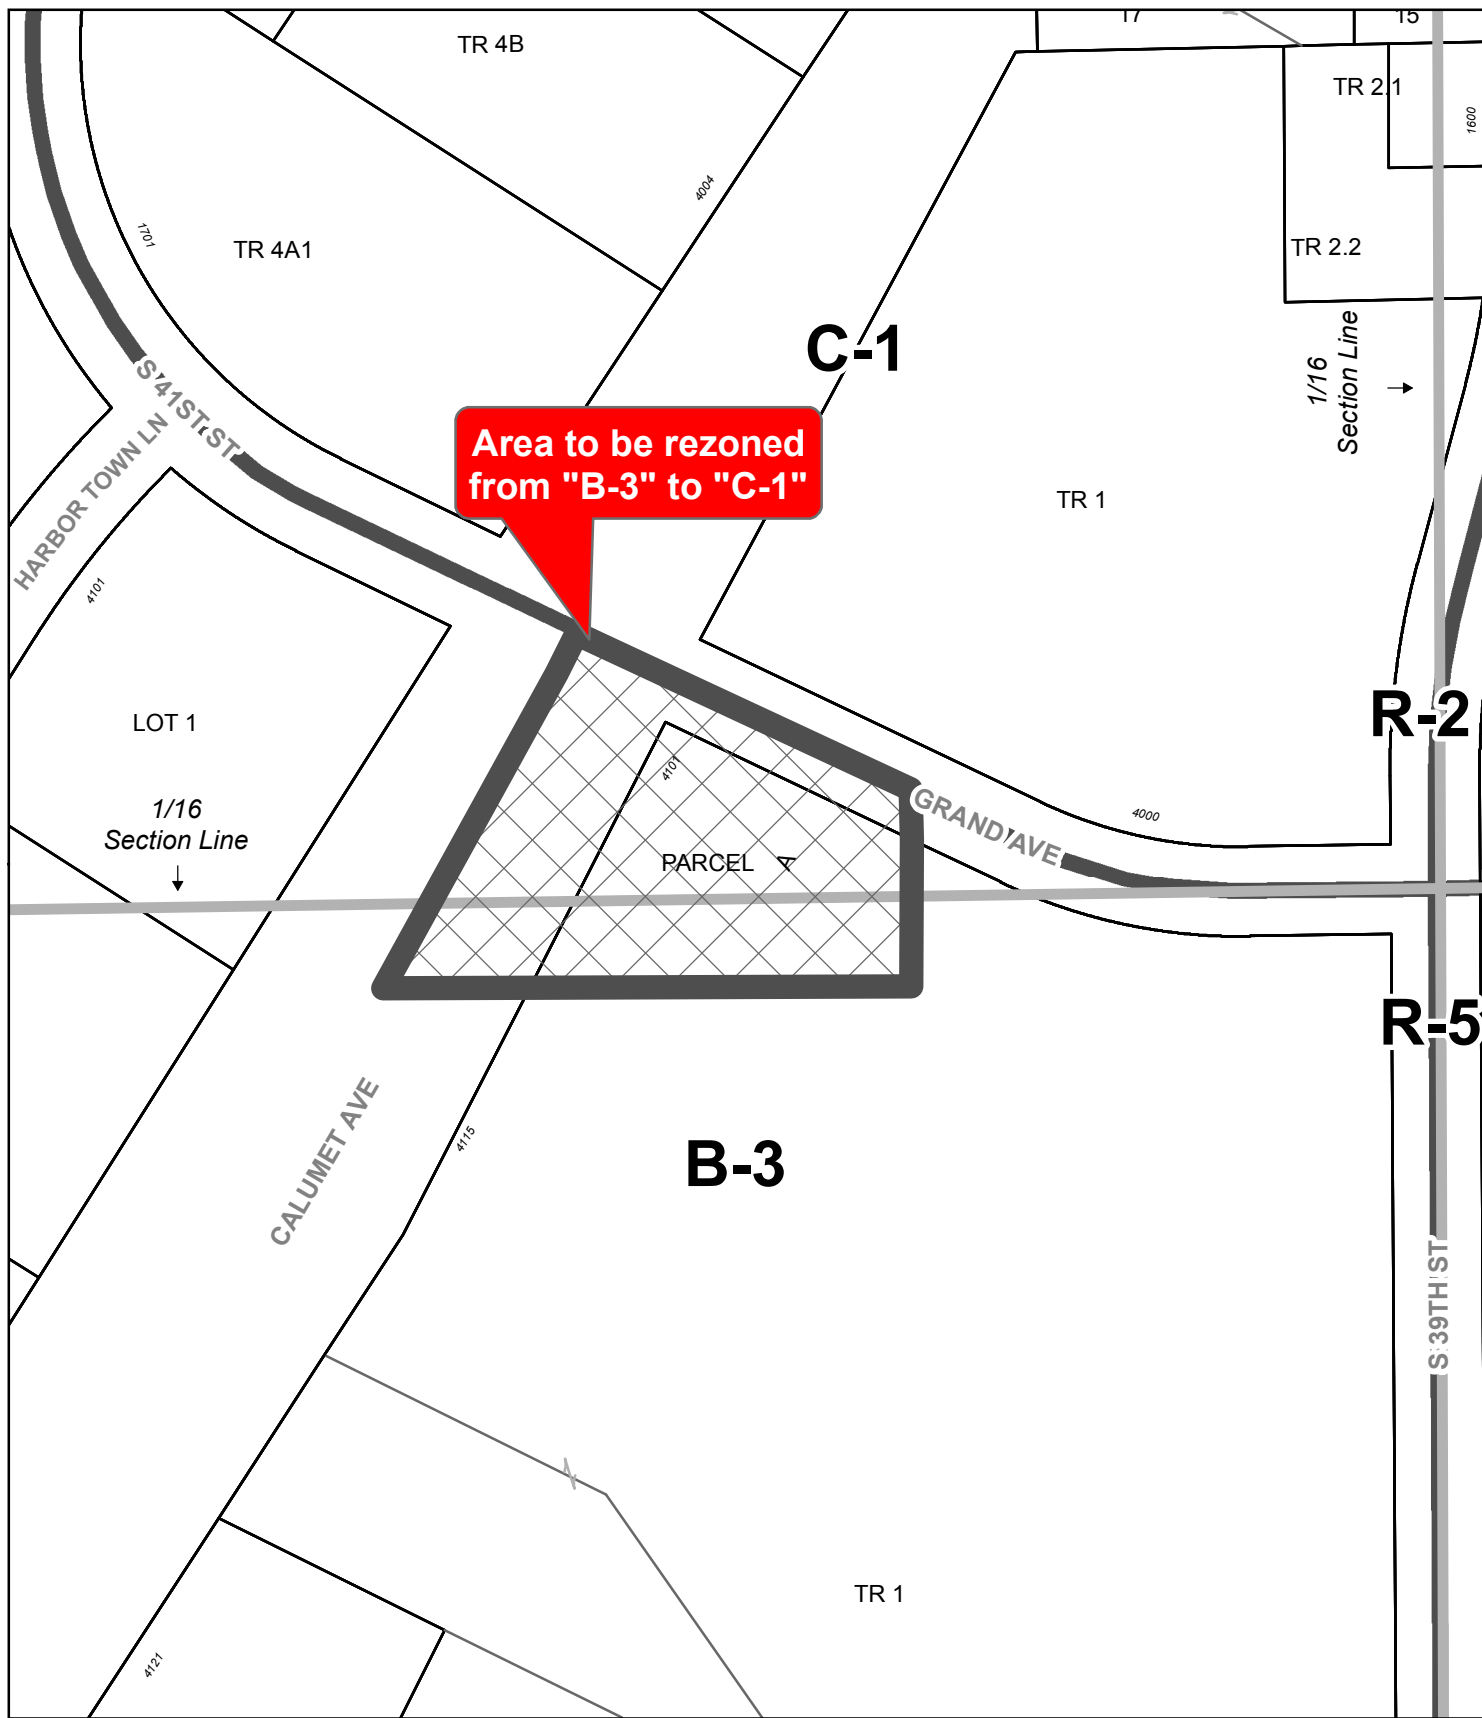 17
15
TR 4B
TR 2.1
1600
4004
1701
TR 4A1
TR 2.2
C-1
1/16
Section Line
S 41ST ST
HARBOR TOWN LN
Area to be rezoned
from "B-3" to "C-1"
TR 1
4101
LOT 1
R-2
4101
1/16
Section Line
GRAND AVE
4000
PARCEL A
R-5
CALUMET AVE
4115
B-3
S 39TH ST
TR 1
4121